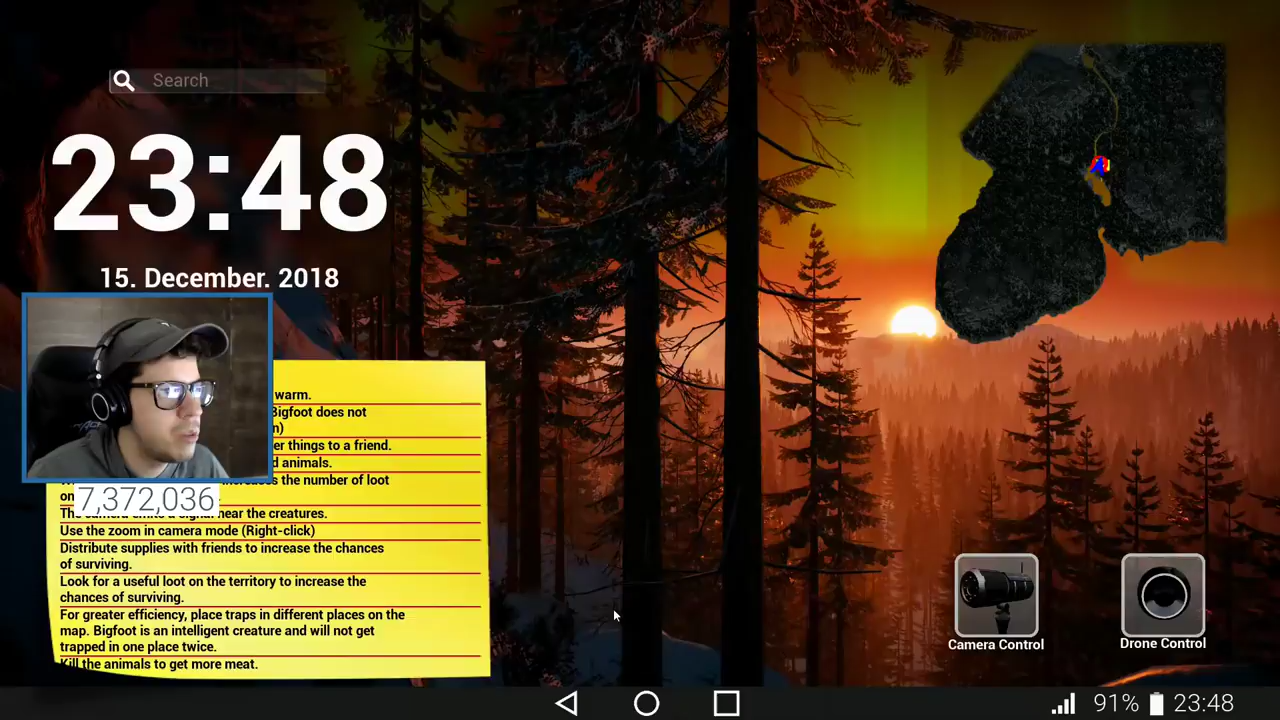 Search
23:48
15. December. 2018
warm.
Bigfoot does not
n)
er things to a friend.
d animals.
increases the number of loot
on
7,372,036
The camera emits a signal near the creatures.
Use the zoom in camera mode (Right-click)
Distribute supplies with friends to increase the chances
of surviving.
Look for a useful loot on the territory to increase the
chances of surviving.
For greater efficiency, place traps in different places on the
map. Bigfoot is an intelligent creature and will not get
trapped in one place twice.
Kill the animals to get more meat.
Camera Control
Drone Control
91%
23:48